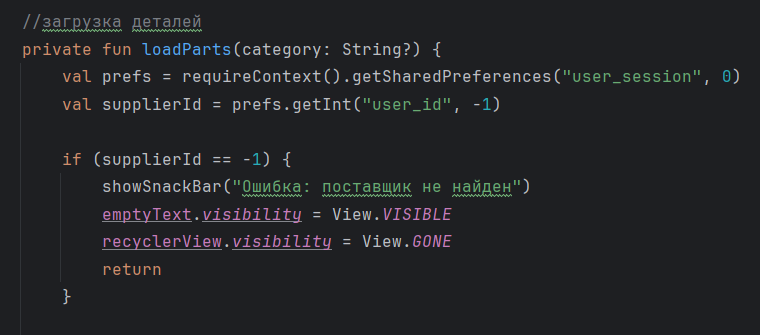 //загрузка деталей
private fun loadParts(category: String?) {
    val prefs = requireContext().getSharedPreferences("user_session", 0)
    val supplierId = prefs.getInt("user_id", -1)

    if (supplierId == -1) {
        showSnackBar("Ошибка: поставщик не найден")
        emptyText.visibility = View.VISIBLE
        recyclerView.visibility = View.GONE
        return
    }